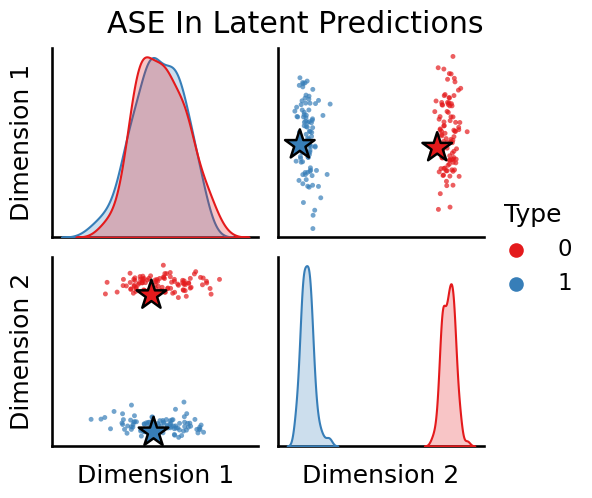 ASE In Latent Predictions
Dimension 1
Dimension 2
Type
0
1
Dimension 1
Dimension 2